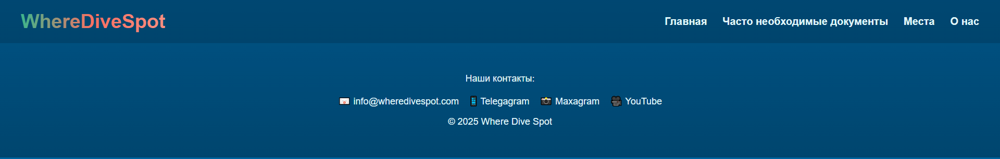 WhereDiveSpot Главная Часто необходимые документы Места О нас
Наши контакты:
info@wheredivespot.com Telegagram Maxagram YouTube
© 2025 Where Dive Spot